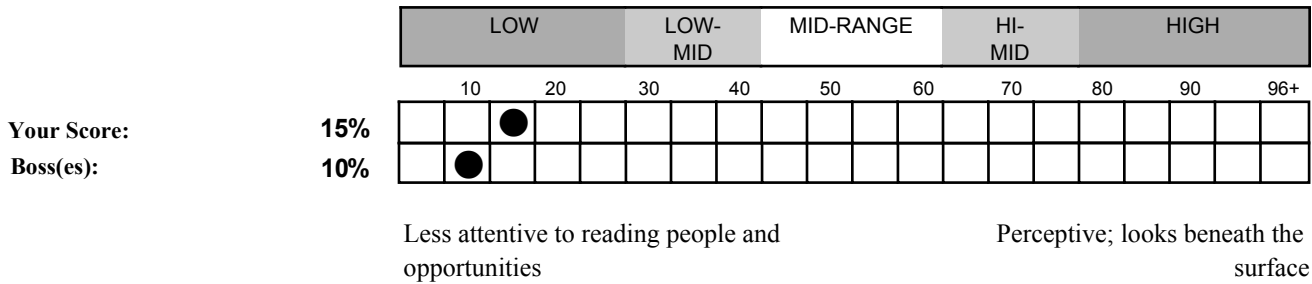 LOW LOW- MID-RANGE HI- HIGH
MID MID
10 20 30 40 50 60 70 80 90 96+
Your Score: 15%
Boss(es): 10%
Less attentive to reading people and Perceptive; looks beneath the
opportunities surface